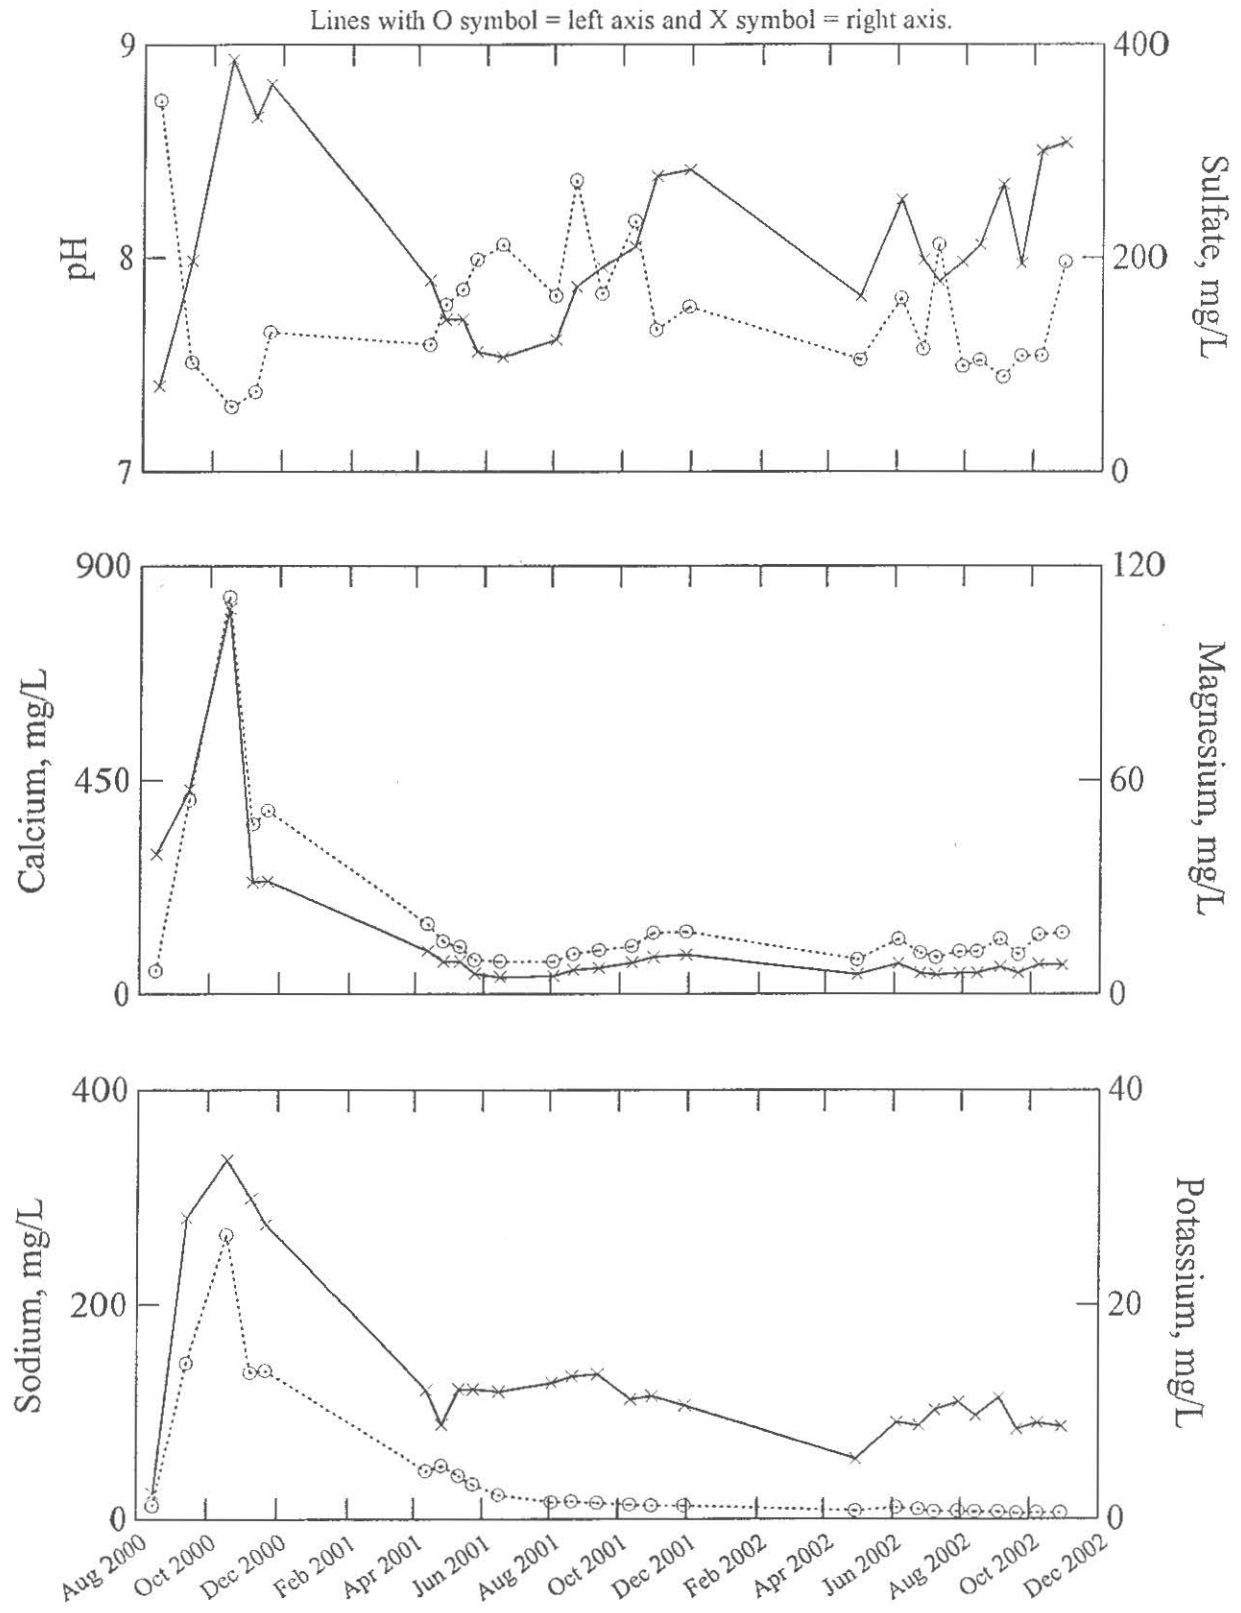 Lines with O symbol = left axis and X symbol = right axis.
9
400
pH
8
200
Sulfate, mg/L
7
0
900
120
Calcium, mg/L
450
60
Magnesium, mg/L
0
0
400
40
Sodium, mg/L
200
20
Potassium, mg/L
0
0
Aug 2000
Oct 2000
Dec 2000
Feb 2001
Apr 2001
Jun 2001
Aug 2001
Oct 2001
Dec 2001
Feb 2002
Apr 2002
Jun 2002
Aug 2002
Oct 2002
Dec 2002